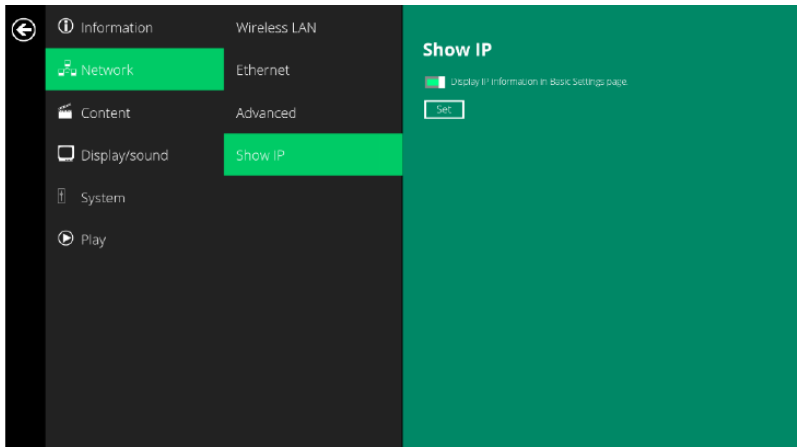 Information
Network
Content
Display/sound
System
Play
Wireless LAN
Ethernet
Advanced
Show IP
Show IP
Display IP Information in Basic Settings page.
Set